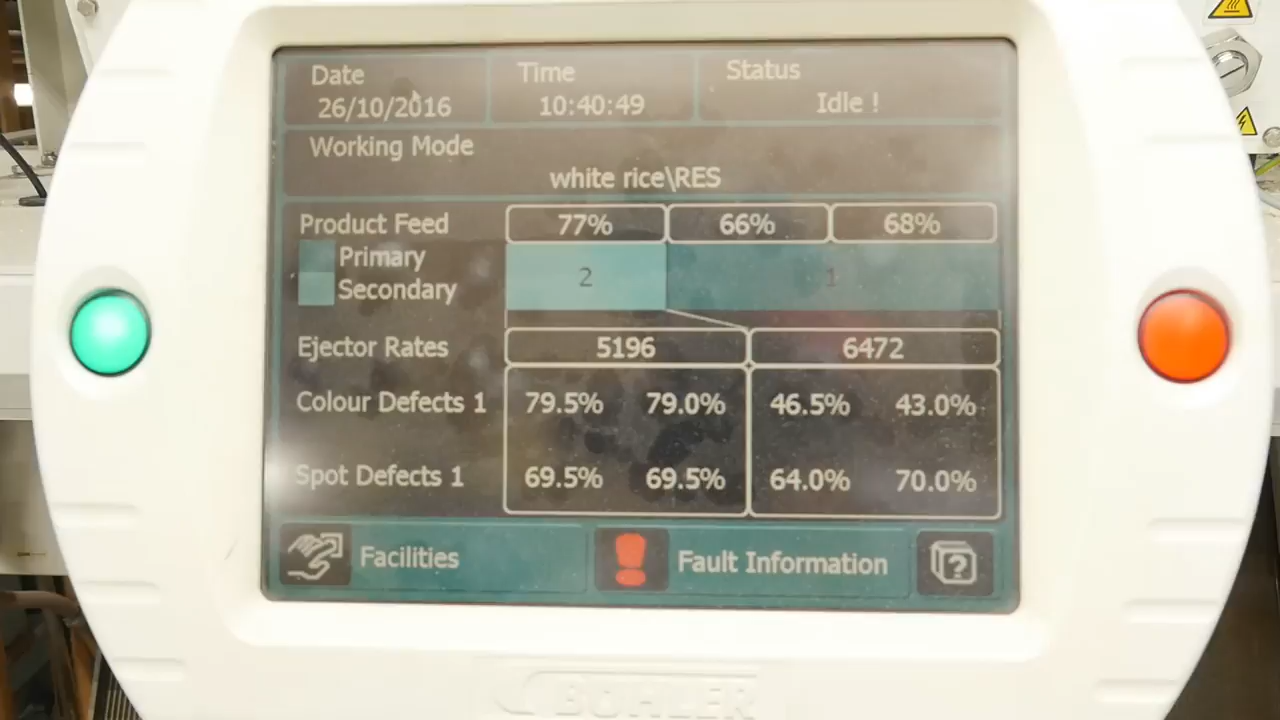 Date Time Status
26/10/2016 10:40:49 Idle !
Working Mode
white rice\RES
Product Feed 77% 66% 68%
Primary
2 1
Secondary
Ejector Rates 5196 6472
Colour Defects 1 79.5% 79.0% 46.5% 43.0%
Spot Defects 1 69.5% 69.5% 64.0% 70.0%
Facilities ! Fault Information ?
BÜHLER